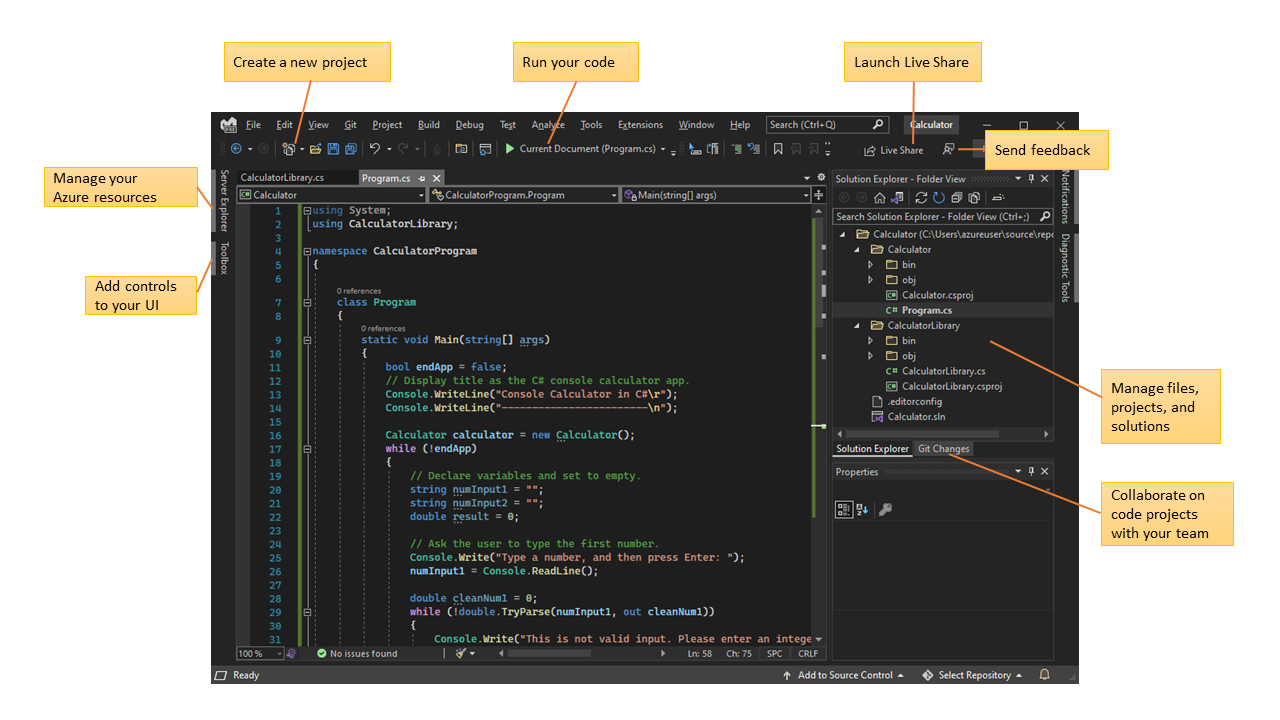 Create a new project
Run your code
Launch Live Share
File Edit View Git Project Build Debug Test Analyze Tools Extensions Window Help Search (Ctrl+Q) Calculator
Current Document (Program.cs) Live Share
Send feedback
Manage your
Azure resources
Add controls
to your UI
Server Explorer
Toolbox
CalculatorLibrary.cs Program.cs
Calculator CalculatorProgram.Program Main(string[] args)
1 using System;
2 using CalculatorLibrary;
3
4 namespace CalculatorProgram
5 {
6
0 references
7 class Program
8 {
0 references
9 static void Main(string[] args)
10 {
11 bool endApp = false;
12 // Display title as the C# console calculator app.
13 Console.WriteLine("Console Calculator in C#\r");
14 Console.WriteLine("------------------------\n");
15
16 Calculator calculator = new Calculator();
17 while (!endApp)
18 {
19 // Declare variables and set to empty.
20 string numInput1 = "";
21 string numInput2 = "";
22 double result = 0;
23
24 // Ask the user to type the first number.
25 Console.Write("Type a number, and then press Enter: ");
26 numInput1 = Console.ReadLine();
27
28 double cleanNum1 = 0;
29 while (!double.TryParse(numInput1, out cleanNum1))
30 {
31 Console.Write("This is not valid input. Please enter an intege
100 % No issues found Ln: 58 Ch: 75 SPC CRLF
Solution Explorer - Folder View
Search Solution Explorer - Folder View (Ctrl+;)
Calculator (C:\Users\azureuser\source\repo
Calculator
bin
obj
Calculator.csproj
C# Program.cs
CalculatorLibrary
bin
obj
C# CalculatorLibrary.cs
CalculatorLibrary.csproj
.editorconfig
Calculator.sln
Solution Explorer Git Changes
Properties
Notifications
Diagnostic Tools
Manage files,
projects, and
solutions
Collaborate on
code projects
with your team
Ready Add to Source Control Select Repository